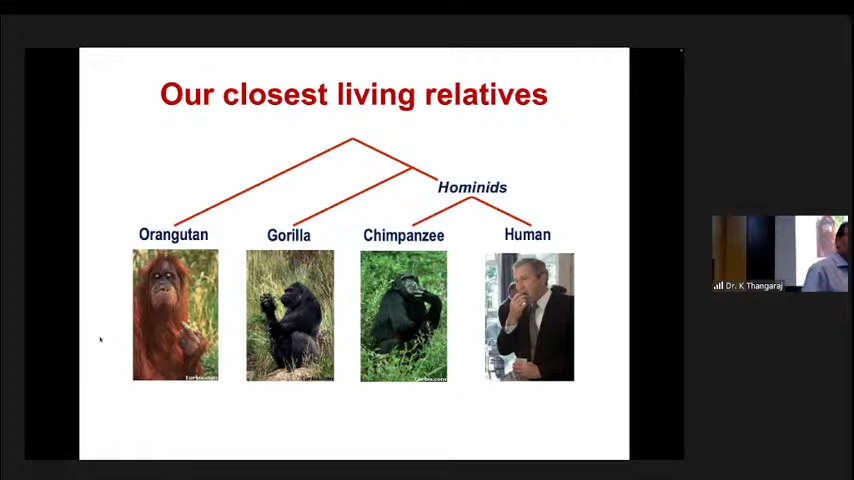 Our closest living relatives
Hominids
Orangutan
Gorilla
Chimpanzee
Human
Dr. K Thangaraj